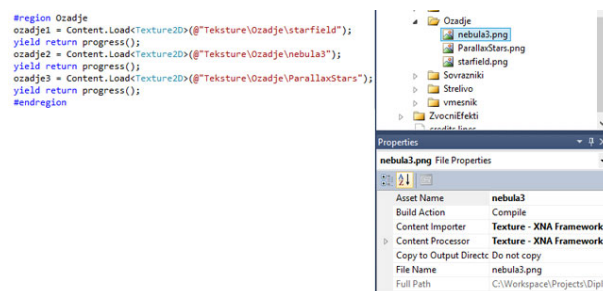 #region Ozadje
ozadje1 = Content.Load<Texture2D>(@"Teksture\Ozadje\starfield");
yield return progress();
ozadje2 = Content.Load<Texture2D>(@"Teksture\Ozadje\nebula3");
yield return progress();
ozadje3 = Content.Load<Texture2D>(@"Teksture\Ozadje\ParallaxStars");
yield return progress();
#endregion
Ozadje
nebula3.png
ParallaxStars.png
starfield.png
Sovrazniki
Strelivo
vmesnik
ZvocniEfekti
credits.lines
Properties
nebula3.png File Properties
Asset Name nebula3
Build Action Compile
Content Importer Texture - XNA Framework
Content Processor Texture - XNA Framework
Copy to Output Directc Do not copy
File Name nebula3.png
Full Path C:\Workspace\Projects\Dipl